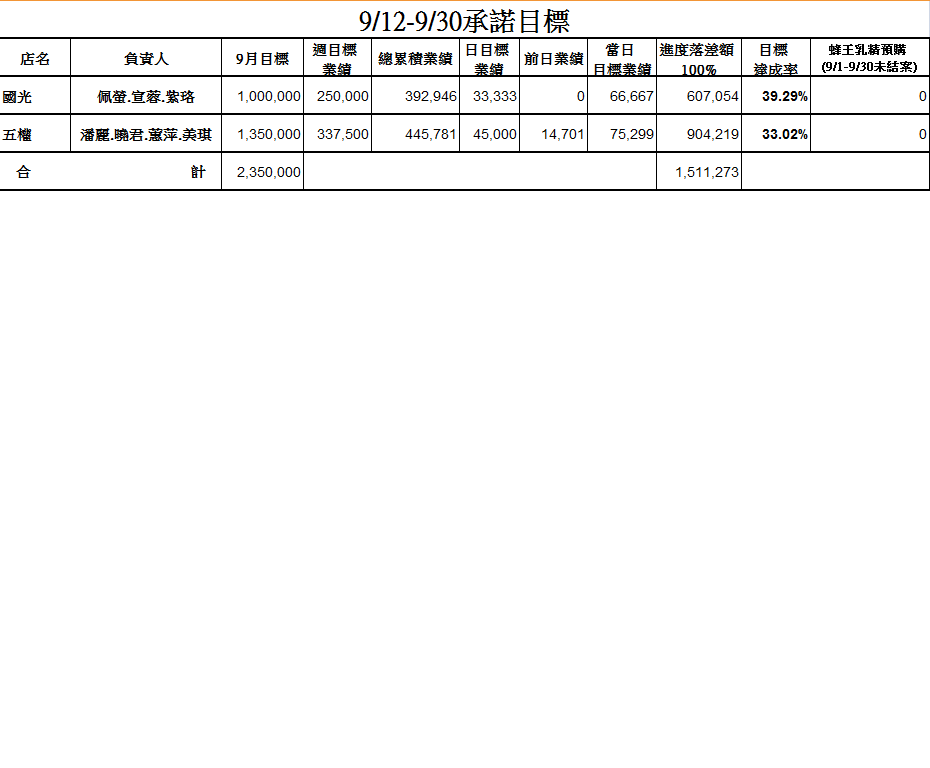 9/12-9/30承諾目標
店名 負責人 9月目標 週目標業績 總累積業績 日目標業績 前日業績 當日目標業績 進度落差額100% 目標達成率 蜂王乳精預購(9/1-9/30未結案)
國光 佩螢.宣蓉.紫珞 1,000,000 250,000 392,946 33,333 0 66,667 607,054 39.29% 0
五權 潘麗.曉君.蕙萍.美琪 1,350,000 337,500 445,781 45,000 14,701 75,299 904,219 33.02% 0
合 計 2,350,000 1,511,273